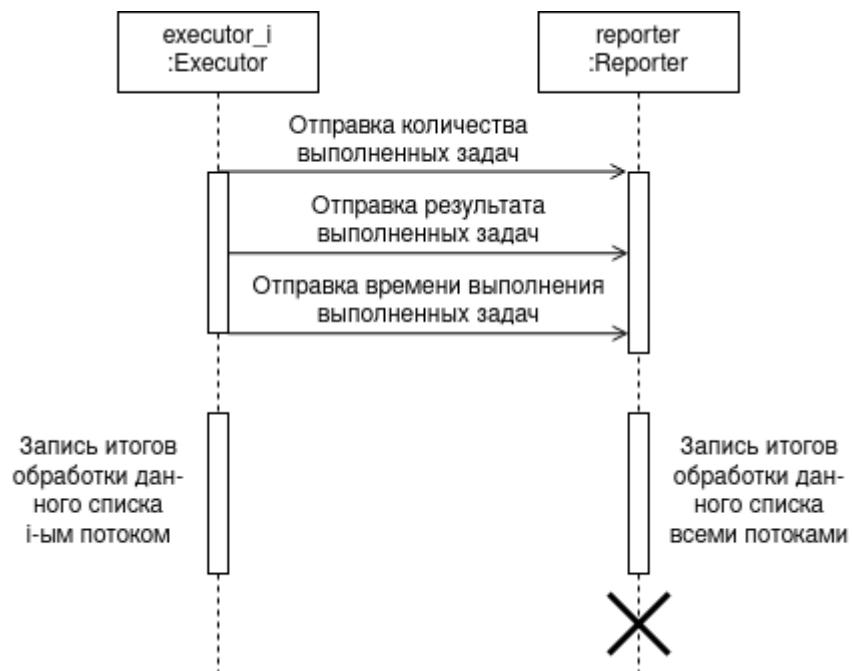 executor_i
:Executor
reporter
:Reporter
Отправка количества
выполненных задач
Отправка результата
выполненных задач
Отправка времени выполнения
выполненных задач
Запись итогов
обработки дан-
ного списка
i-ым потоком
Запись итогов
обработки дан-
ного списка
всеми потоками